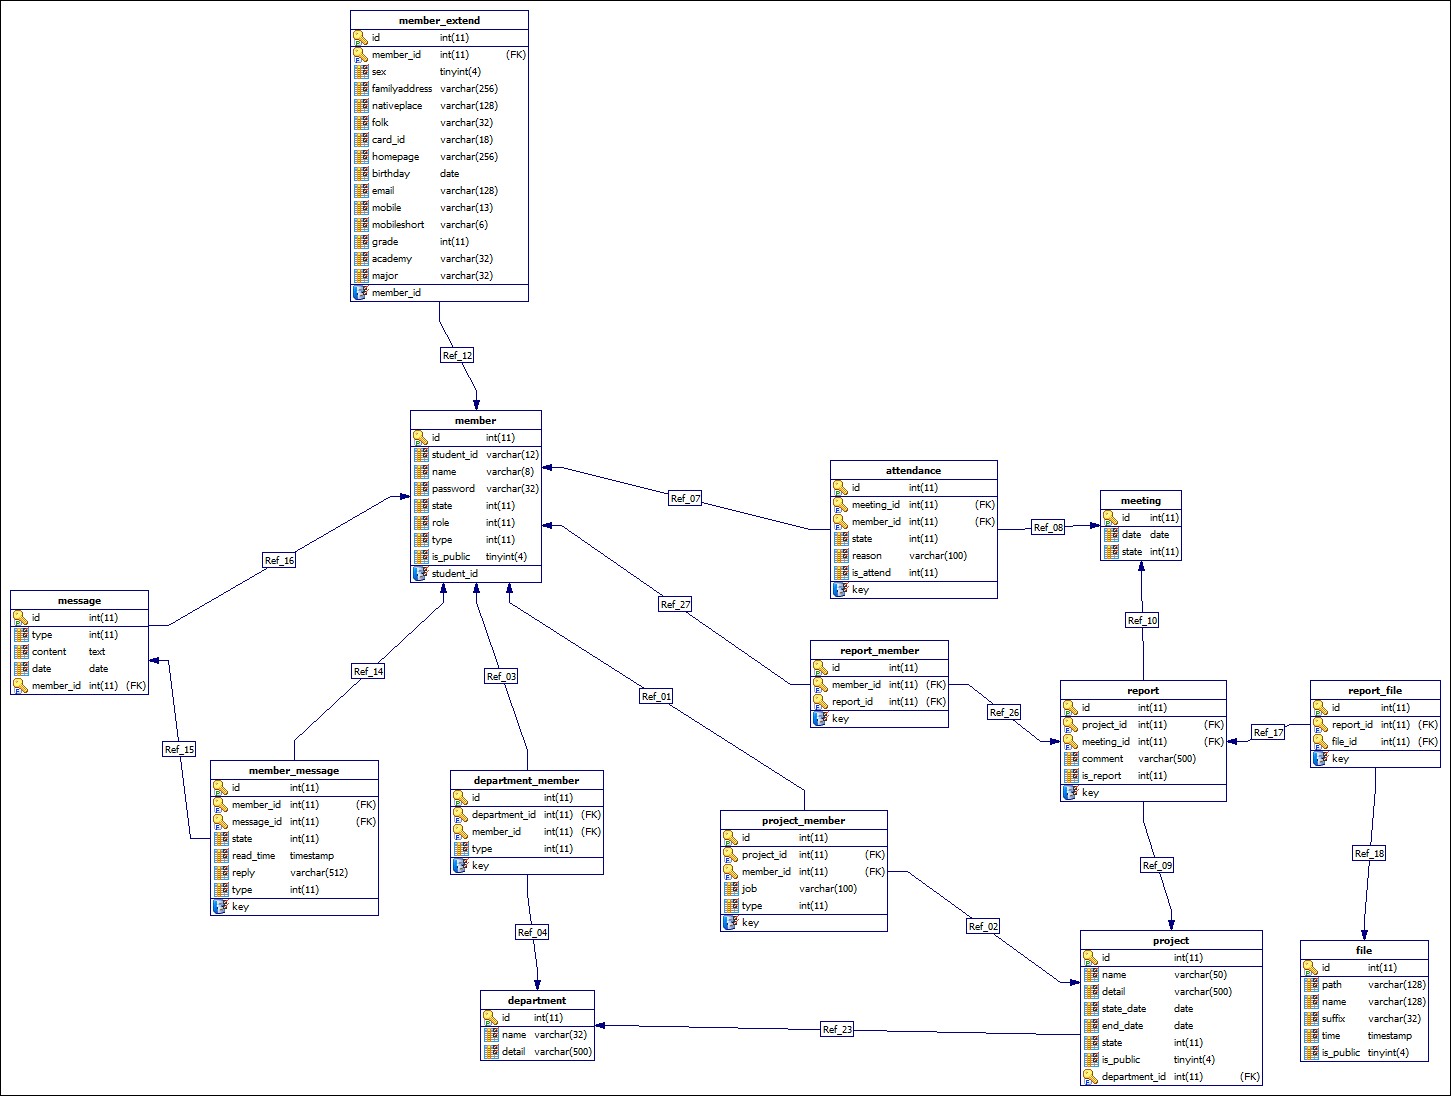 member_extend
id int(11)
member_id int(11) (FK)
sex tinyint(4)
familyaddress varchar(256)
nativeplace varchar(128)
folk varchar(32)
card_id varchar(18)
homepage varchar(256)
birthday date
email varchar(128)
mobile varchar(13)
mobileshort varchar(6)
grade int(11)
academy varchar(32)
major varchar(32)
member_id
Ref_12
member
id int(11)
student_id varchar(12)
name varchar(8)
password varchar(32)
state int(11)
role int(11)
type int(11)
is_public tinyint(4)
student_id
Ref_07
attendance
id int(11)
meeting_id int(11) (FK)
member_id int(11) (FK)
state int(11)
reason varchar(100)
is_attend int(11)
key
Ref_08
meeting
id int(11)
date date
state int(11)
Ref_16
message
id int(11)
type int(11)
content text
date date
member_id int(11) (FK)
Ref_14
Ref_03
Ref_27
Ref_01
Ref_10
report_member
id int(11)
member_id int(11) (FK)
report_id int(11) (FK)
key
Ref_26
report
id int(11)
project_id int(11) (FK)
meeting_id int(11) (FK)
comment varchar(500)
is_report int(11)
key
Ref_17
report_file
id int(11)
report_id int(11) (FK)
file_id int(11) (FK)
key
Ref_15
member_message
id int(11)
member_id int(11) (FK)
message_id int(11) (FK)
state int(11)
read_time timestamp
reply varchar(512)
type int(11)
key
department_member
id int(11)
department_id int(11) (FK)
member_id int(11) (FK)
type int(11)
key
project_member
id int(11)
project_id int(11) (FK)
member_id int(11) (FK)
job varchar(100)
type int(11)
key
Ref_09
Ref_18
Ref_04
Ref_02
department
id int(11)
name varchar(32)
detail varchar(500)
Ref_23
project
id int(11)
name varchar(50)
detail varchar(500)
state_date date
end_date date
state int(11)
is_public tinyint(4)
department_id int(11) (FK)
file
id int(11)
path varchar(128)
name varchar(128)
suffix varchar(32)
time timestamp
is_public tinyint(4)